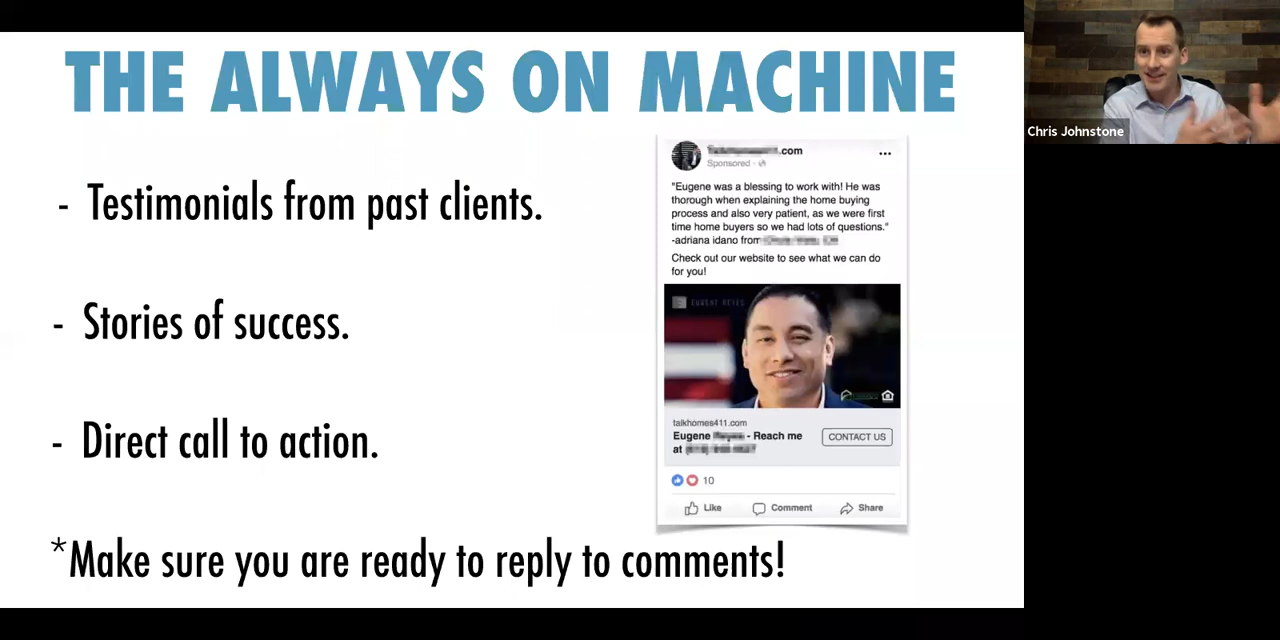 THE ALWAYS ON MACHINE
- Testimonials from past clients.
- Stories of success.
- Direct call to action.
*Make sure you are ready to reply to comments!
.com
Sponsored ·
"Eugene was a blessing to work with! He was
thorough when explaining the home buying
process and also very patient, as we were first
time home buyers so we had lots of questions."
-adriana idano from
Check out our website to see what we can do
for you!
EUGENE REYES
talkhomes411.com
Eugene - Reach me
at
CONTACT US
10
Like Comment Share
Chris Johnstone